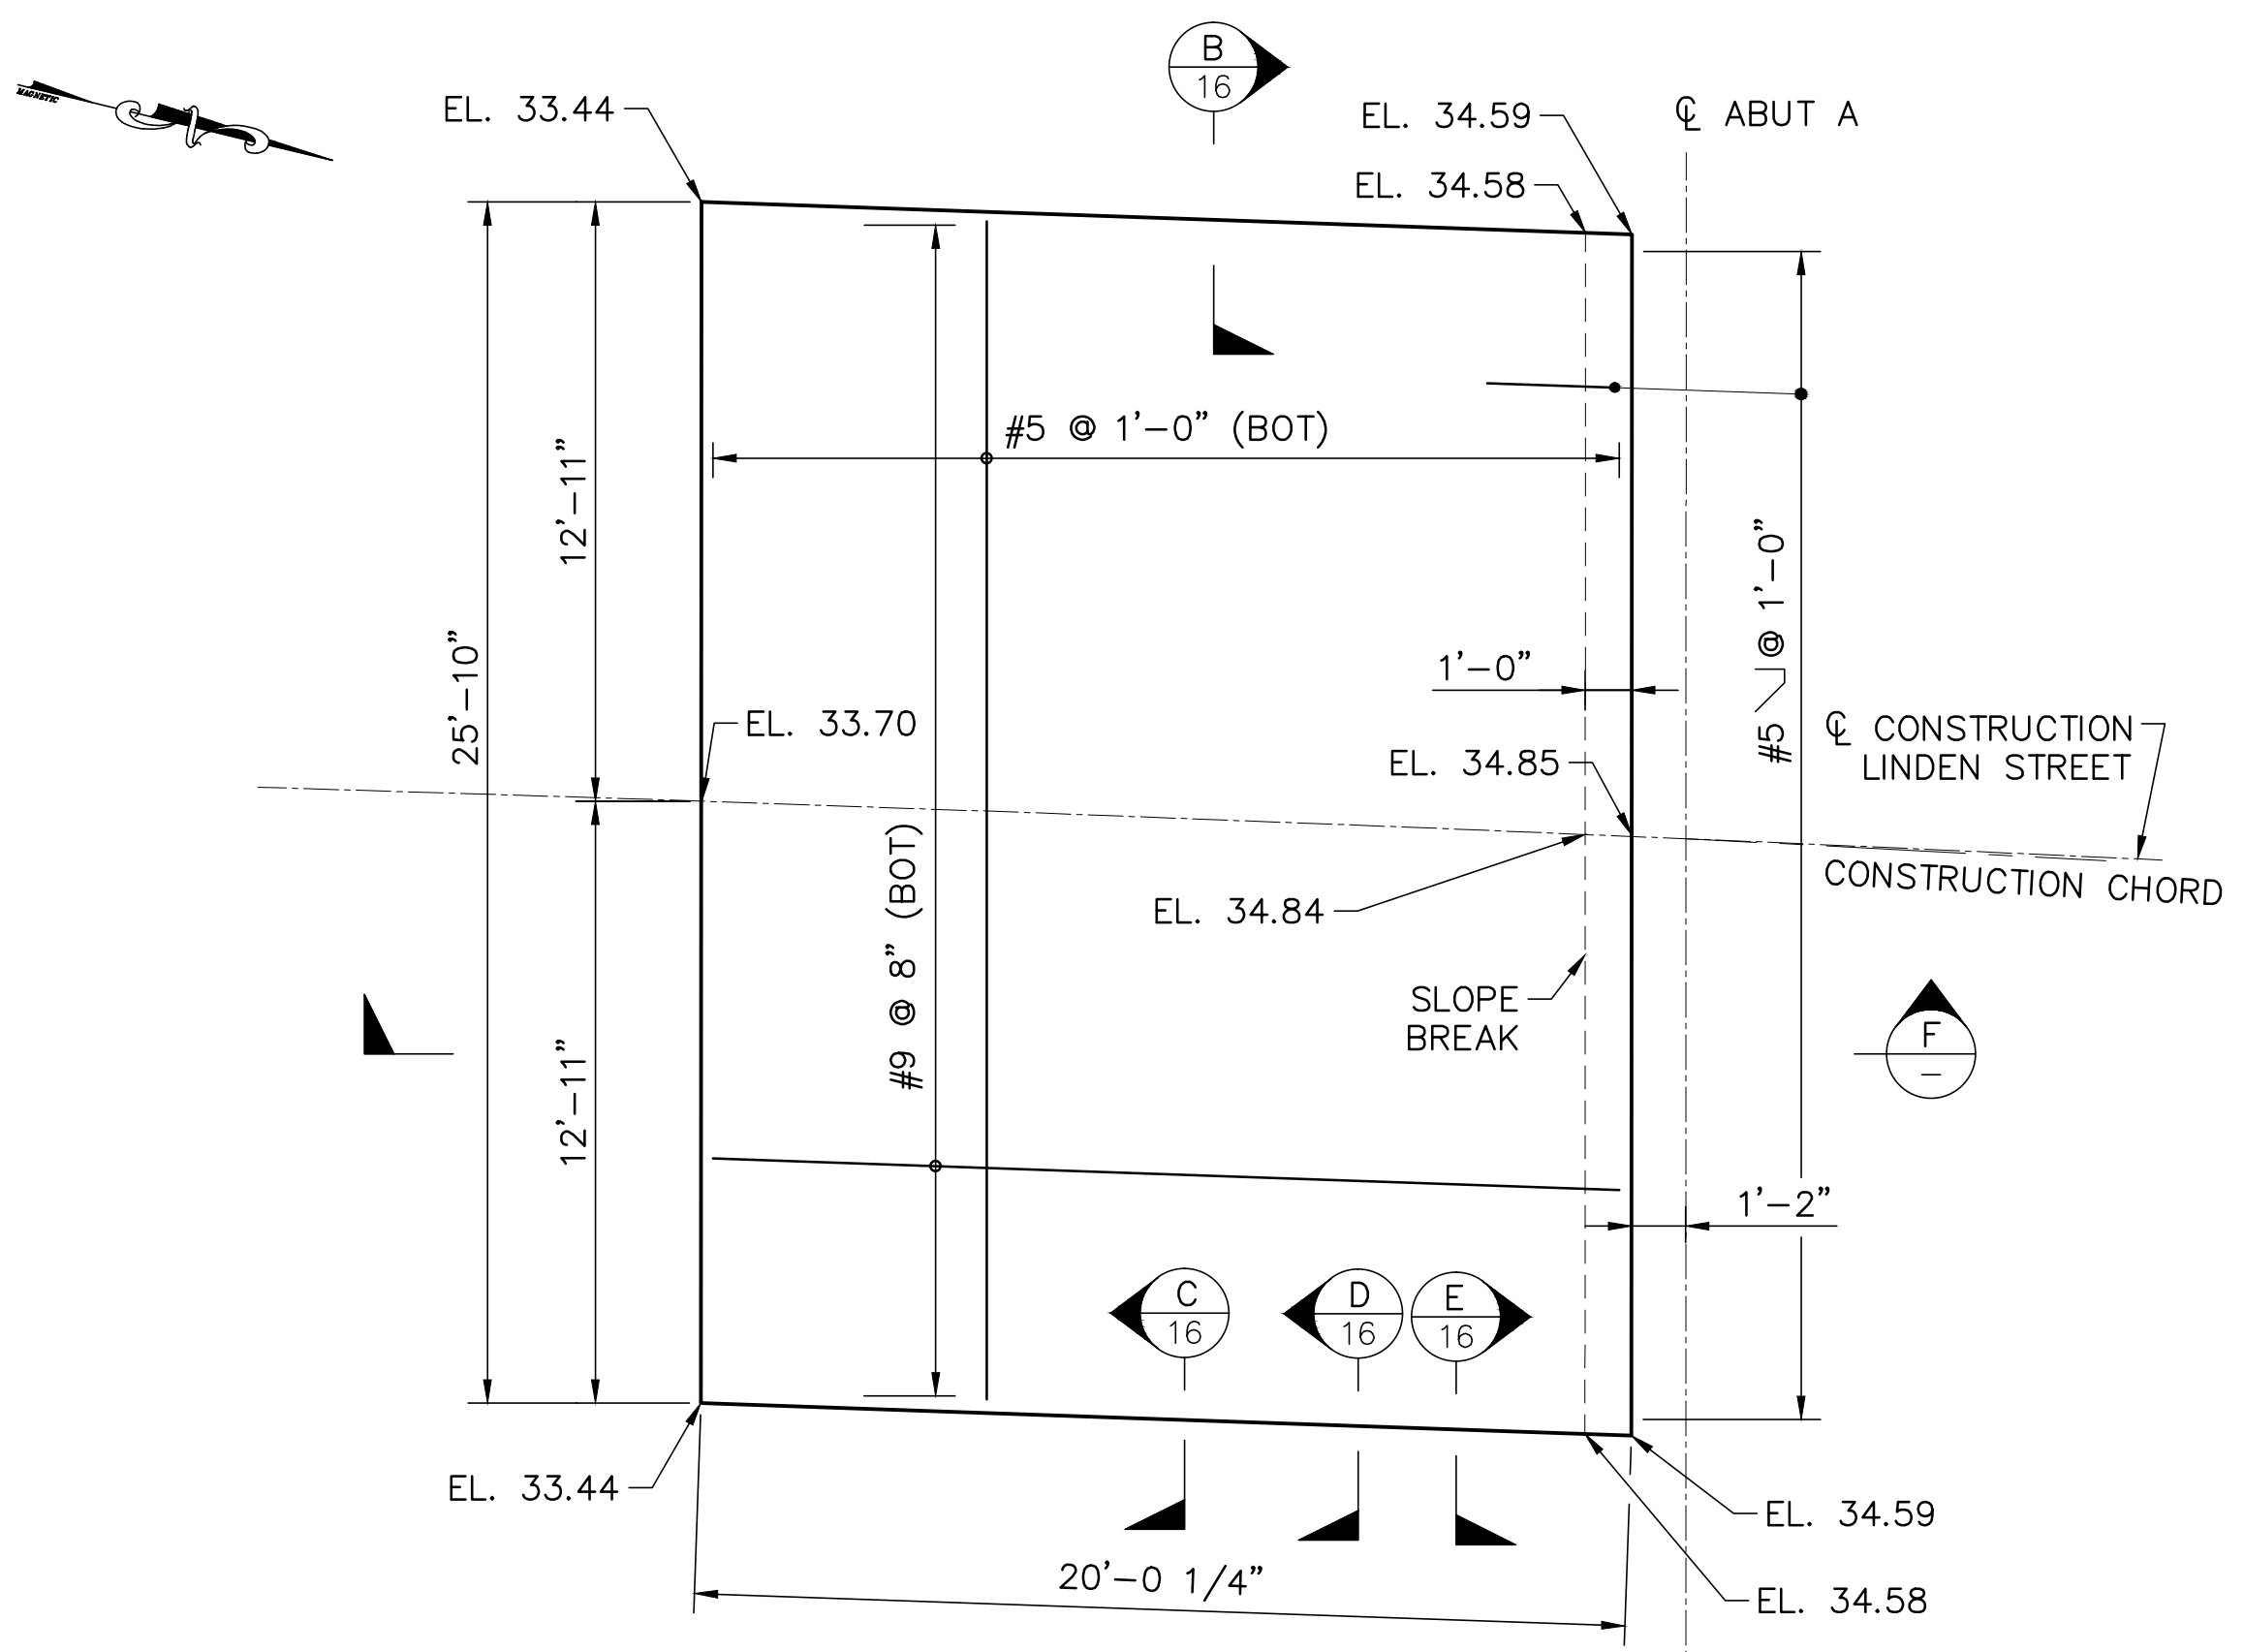 B
16
MAGNETIC
EL. 33.44
EL. 34.59
℄ ABUT A
EL. 34.58
#5 @ 1'-0" (BOT)
12'-11"
25'-10"
#5 @ 1'-0"
1'-0"
EL. 33.70
℄ CONSTRUCTION
LINDEN STREET
EL. 34.85
#9 @ 8" (BOT)
CONSTRUCTION CHORD
EL. 34.84
SLOPE
BREAK
F
–
12'-11"
1'-2"
C
16
D
16
E
16
EL. 33.44
EL. 34.59
20'-0 1/4"
EL. 34.58